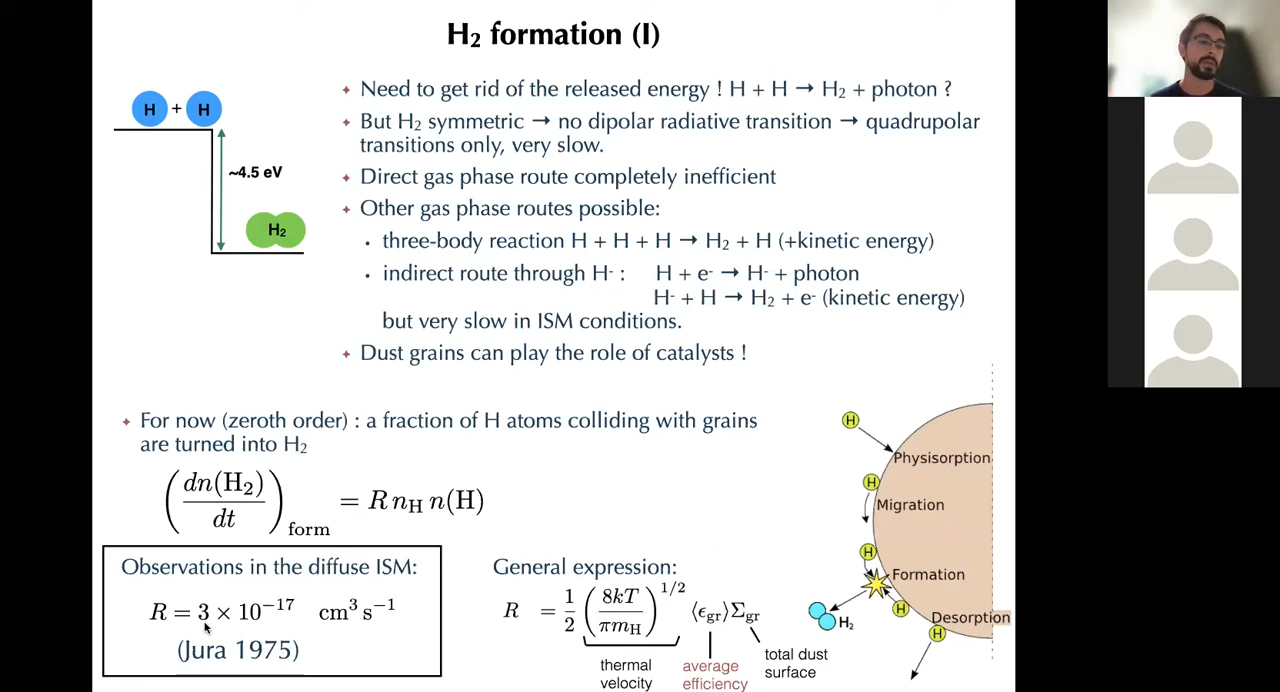 H₂ formation (I)
H + H
~4.5 eV
H₂
✦ Need to get rid of the released energy ! H + H → H₂ + photon ?
✦ But H₂ symmetric → no dipolar radiative transition → quadrupolar
transitions only, very slow.
✦ Direct gas phase route completely inefficient
✦ Other gas phase routes possible:
• three-body reaction H + H + H → H₂ + H (+kinetic energy)
• indirect route through H⁻ : H + e⁻ → H⁻ + photon
H⁻ + H → H₂ + e⁻ (kinetic energy)
but very slow in ISM conditions.
✦ Dust grains can play the role of catalysts !
✦ For now (zeroth order) : a fraction of H atoms colliding with grains
are turned into H₂
(dn(H₂)/dt)form = R nH n(H)
Observations in the diffuse ISM:
R = 3 × 10⁻¹⁷ cm³ s⁻¹
(Jura 1975)
General expression:
R = 1/2 (8kT/πmH)^1/2 ⟨ϵgr⟩Σgr
thermal
velocity
average
efficiency
total dust
surface
H
Physisorption
H
Migration
H
Formation
H
H₂
Desorption
H